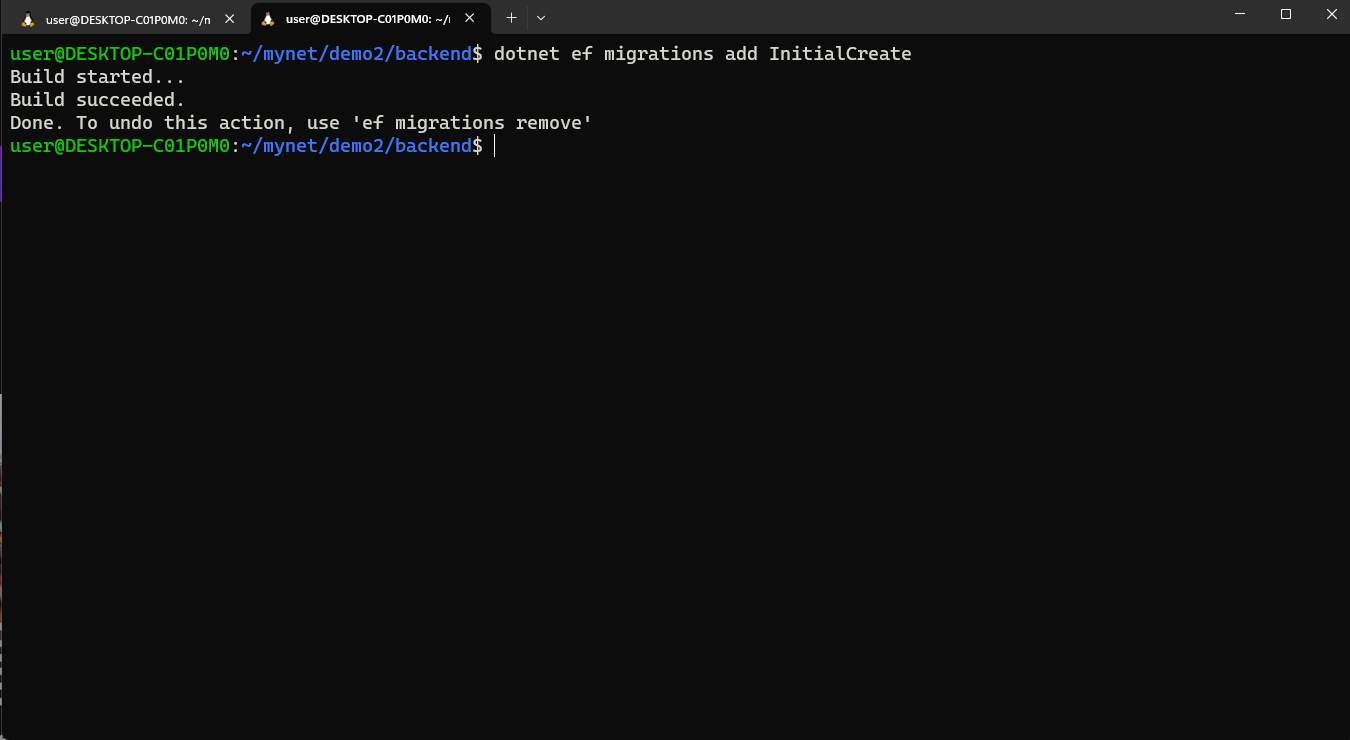 user@DESKTOP-C01P0M0: ~/n
user@DESKTOP-C01P0M0: ~/
user@DESKTOP-C01P0M0:~/mynet/demo2/backend$ dotnet ef migrations add InitialCreate
Build started...
Build succeeded.
Done. To undo this action, use 'ef migrations remove'
user@DESKTOP-C01P0M0:~/mynet/demo2/backend$